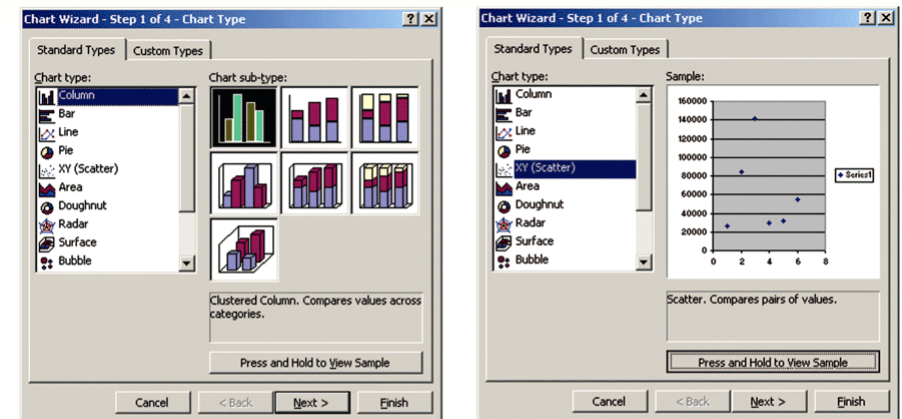 Chart Wizard - Step 1 of 4 - Chart Type
Standard Types
Custom Types
Chart type:
Column
Bar
Line
Pie
XY (Scatter)
Area
Doughnut
Radar
Surface
Bubble
Chart sub-type:
Clustered Column. Compares values across
categories.
Press and Hold to View Sample
Cancel
< Back
Next >
Finish
Chart Wizard - Step 1 of 4 - Chart Type
Standard Types
Custom Types
Chart type:
Column
Bar
Line
Pie
XY (Scatter)
Area
Doughnut
Radar
Surface
Bubble
Sample:
160000
140000
120000
100000
80000
60000
40000
20000
0
0 2 4 6 8
Series1
Scatter. Compares pairs of values.
Press and Hold to View Sample
Cancel
< Back
Next >
Finish